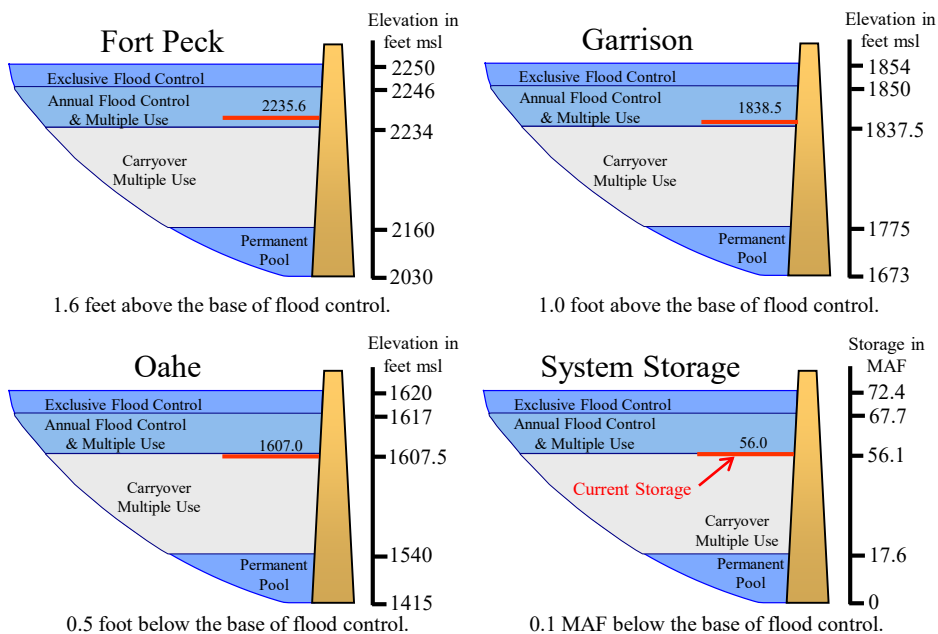 Fort Peck
Elevation in
feet msl
Exclusive Flood Control
Annual Flood Control
& Multiple Use
2235.6
Carryover
Multiple Use
Permanent
Pool
2250
2246
2234
2160
2030
1.6 feet above the base of flood control.
Garrison
Elevation in
feet msl
Exclusive Flood Control
Annual Flood Control
& Multiple Use
1838.5
Carryover
Multiple Use
Permanent
Pool
1854
1850
1837.5
1775
1673
1.0 foot above the base of flood control.
Oahe
Elevation in
feet msl
Exclusive Flood Control
Annual Flood Control
& Multiple Use
1607.0
Carryover
Multiple Use
Permanent
Pool
1620
1617
1607.5
1540
1415
0.5 foot below the base of flood control.
System Storage
Storage in
MAF
Exclusive Flood Control
Annual Flood Control
& Multiple Use
56.0
Current Storage
Carryover
Multiple Use
Permanent
Pool
72.4
67.7
56.1
17.6
0
0.1 MAF below the base of flood control.